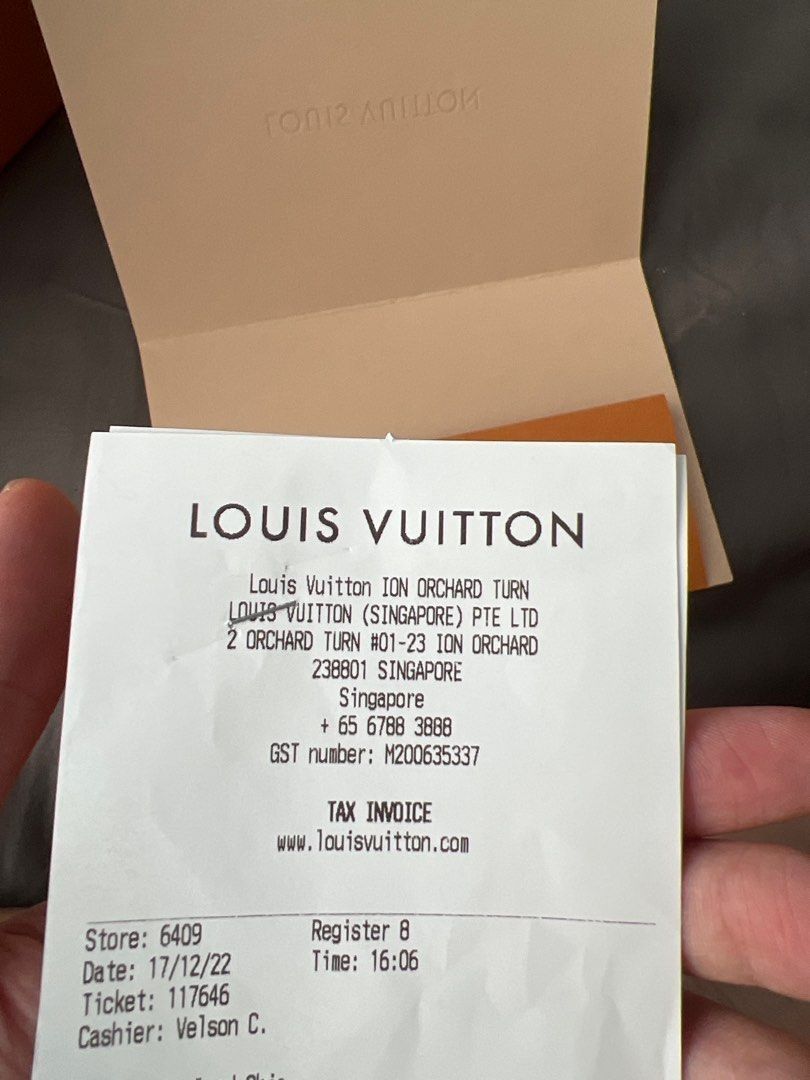 LOUIS VUITTON
LOUIS VUITTON
Louis Vuitton ION ORCHARD TURN
LOUIS VUITTON (SINGAPORE) PTE LTD
2 ORCHARD TURN #01-23 ION ORCHARD
238801 SINGAPORE
Singapore
+ 65 6788 3888
GST number: M200635337
TAX INVOICE
www.louisvuitton.com
Store: 6409 Register 8
Date: 17/12/22 Time: 16:06
Ticket: 117646
Cashier: Velson C.